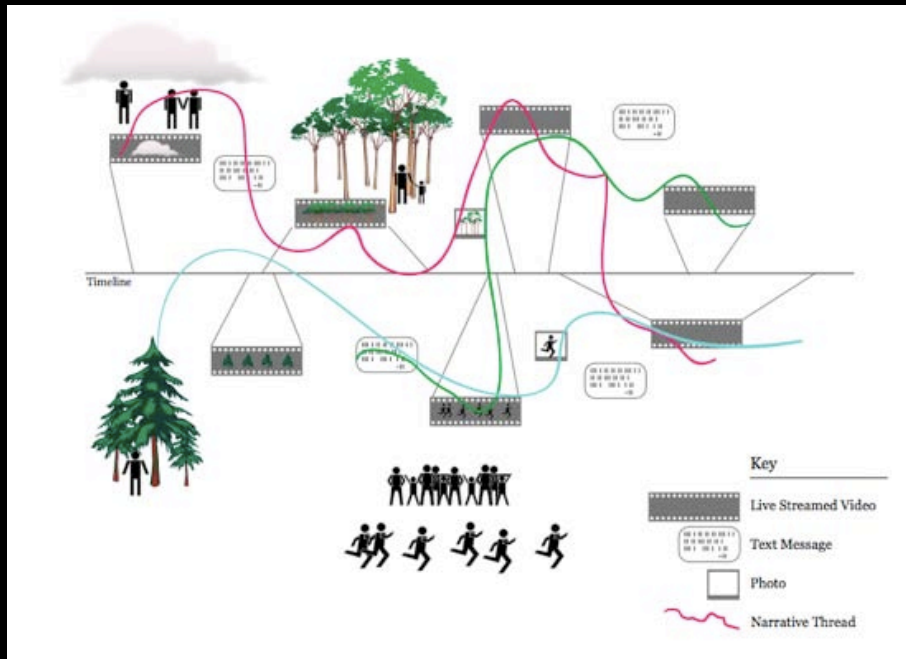 Timeline
Key
Live Streamed Video
Text Message
Photo
Narrative Thread